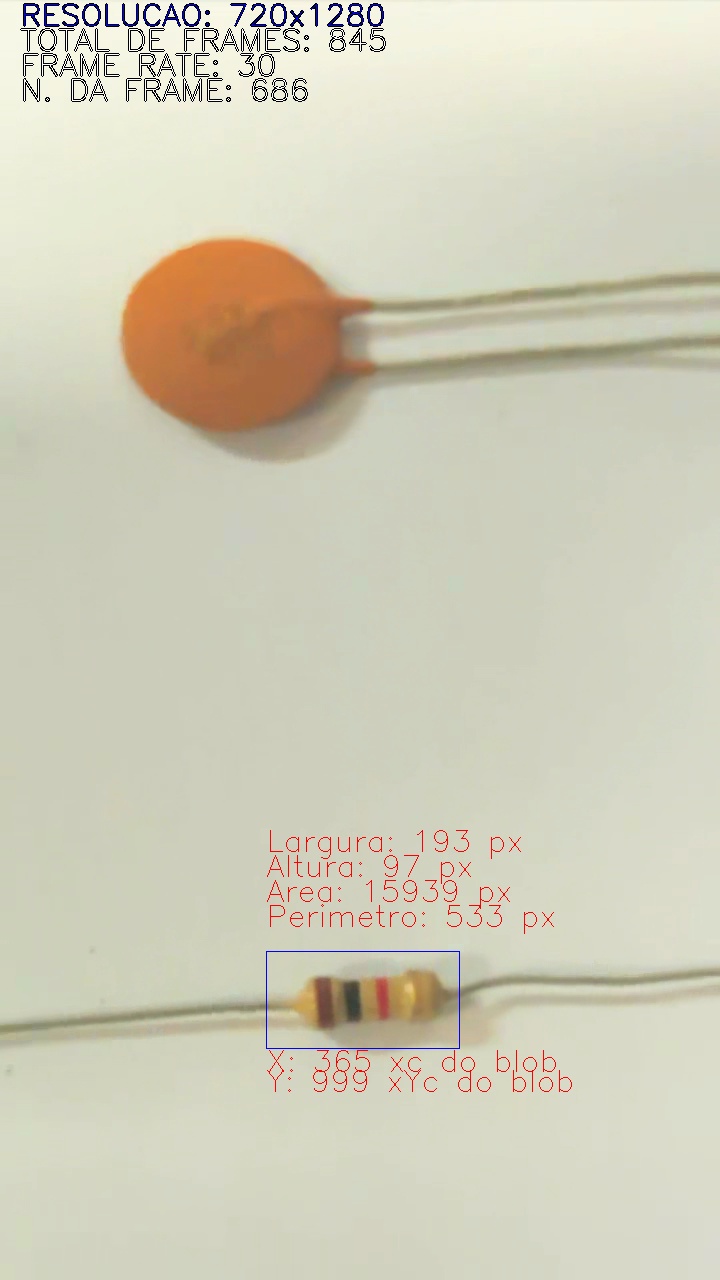 RESOLUCAO: 720x1280
TOTAL DE FRAMES: 845
FRAME RATE: 30
N. DA FRAME: 686
Largura: 193 px
Altura: 97 px
Area: 15939 px
Perimetro: 533 px
X: 365 xc do blob
Y: 999 xYc do blob